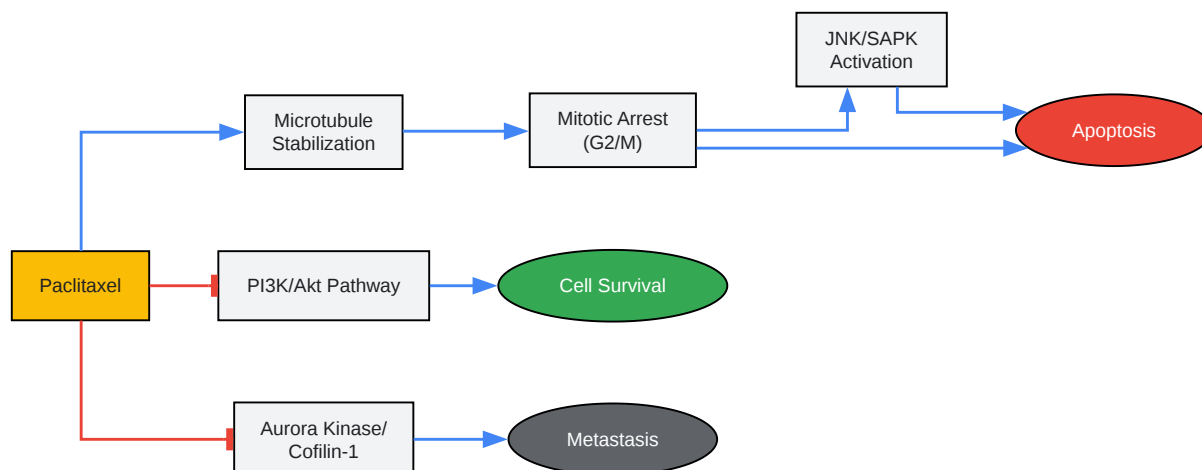 JNK/SAPK
Activation
Microtubule
Stabilization
Mitotic Arrest
(G2/M)
Apoptosis
Paclitaxel
PI3K/Akt Pathway
Cell Survival
Aurora Kinase/
Cofilin-1
Metastasis